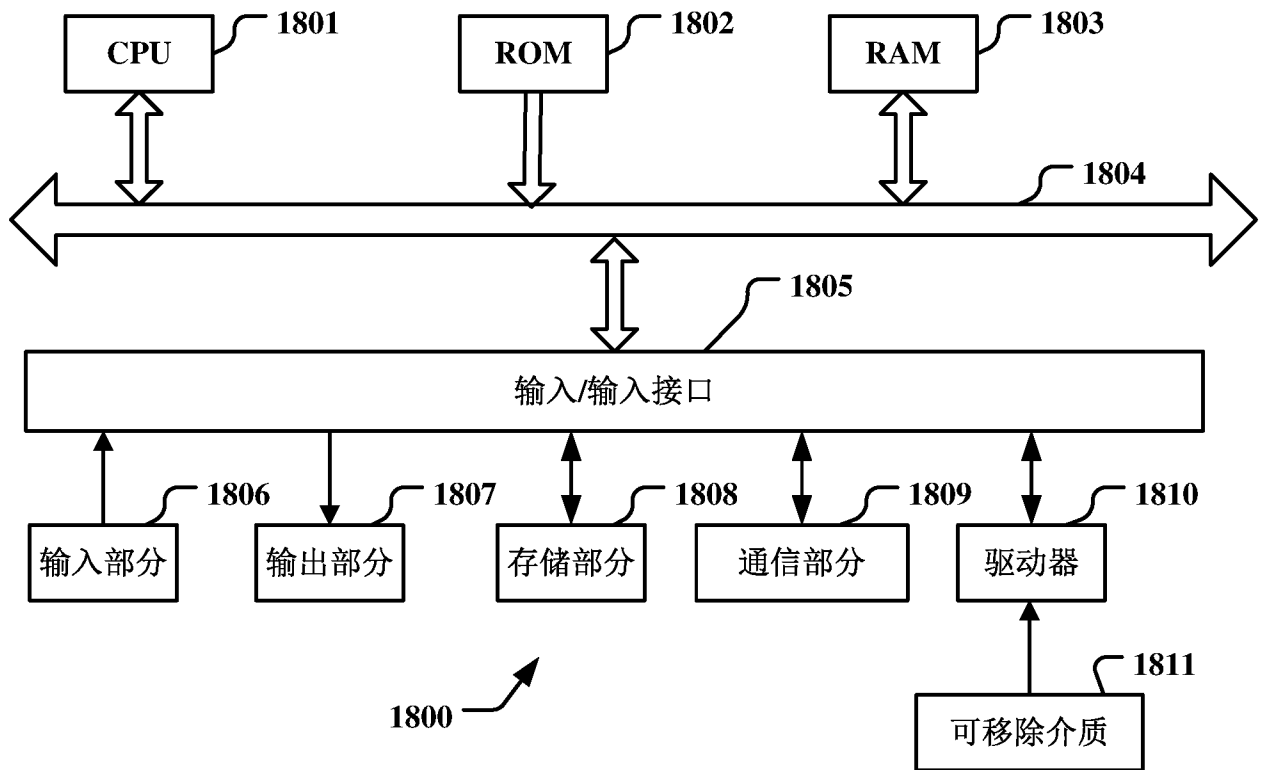 1801
1802
1803
CPU
ROM
RAM
1804
1805
输入/输入接口
1806
1807
1808
1809
1810
输入部分
输出部分
存储部分
通信部分
驱动器
1811
1800
可移除介质